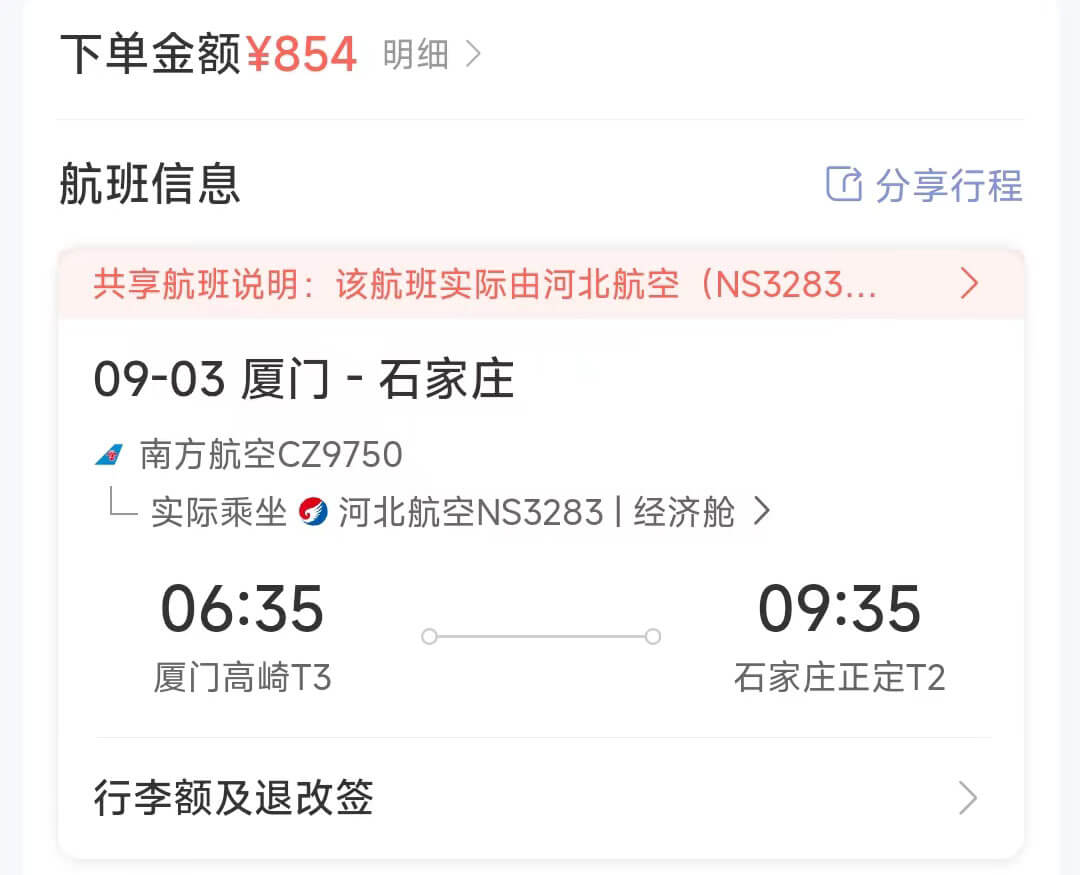 下单金额¥854 明细 >
航班信息 分享行程
共享航班说明：该航班实际由河北航空（NS3283... >
09-03 厦门 - 石家庄
南方航空CZ9750
实际乘坐 河北航空NS3283 | 经济舱 >
06:35 09:35
厦门高崎T3 石家庄正定T2
行李额及退改签 >